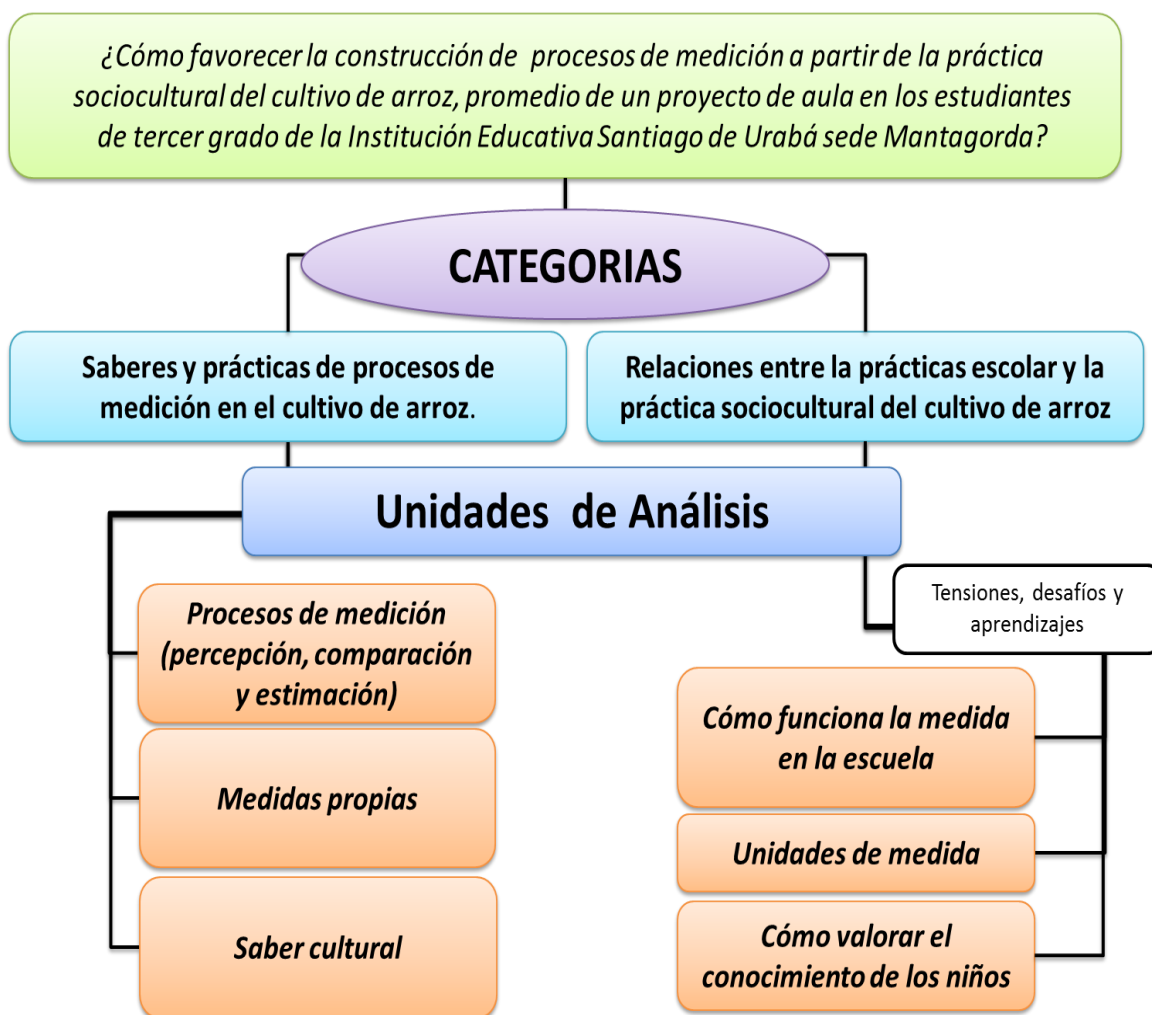 ¿Cómo favorecer la construcción de procesos de medición a partir de la práctica
sociocultural del cultivo de arroz, promedio de un proyecto de aula en los estudiantes
de tercer grado de la Institución Educativa Santiago de Urabá sede Mantagorda?
CATEGORIAS
Saberes y prácticas de procesos de
medición en el cultivo de arroz.
Relaciones entre la prácticas escolar y la
práctica sociocultural del cultivo de arroz
Unidades de Análisis
Procesos de medición
(percepción, comparación
y estimación)
Medidas propias
Saber cultural
Tensiones, desafíos y
aprendizajes
Cómo funciona la medida
en la escuela
Unidades de medida
Cómo valorar el
conocimiento de los niños